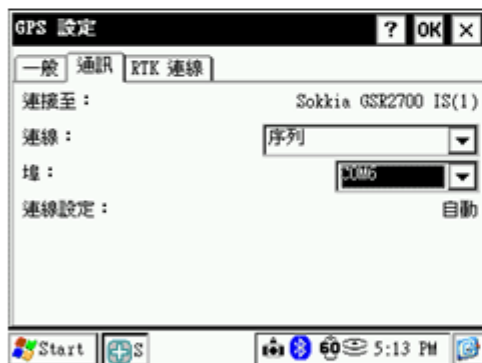 GPS 設定 ? OK ×
一般 通訊 RTK 連線
連接至： Sokkia GSR2700 IS(1)
連線： 序列
埠： COM6
連線設定： 自動
Start S 60 5:13 PM